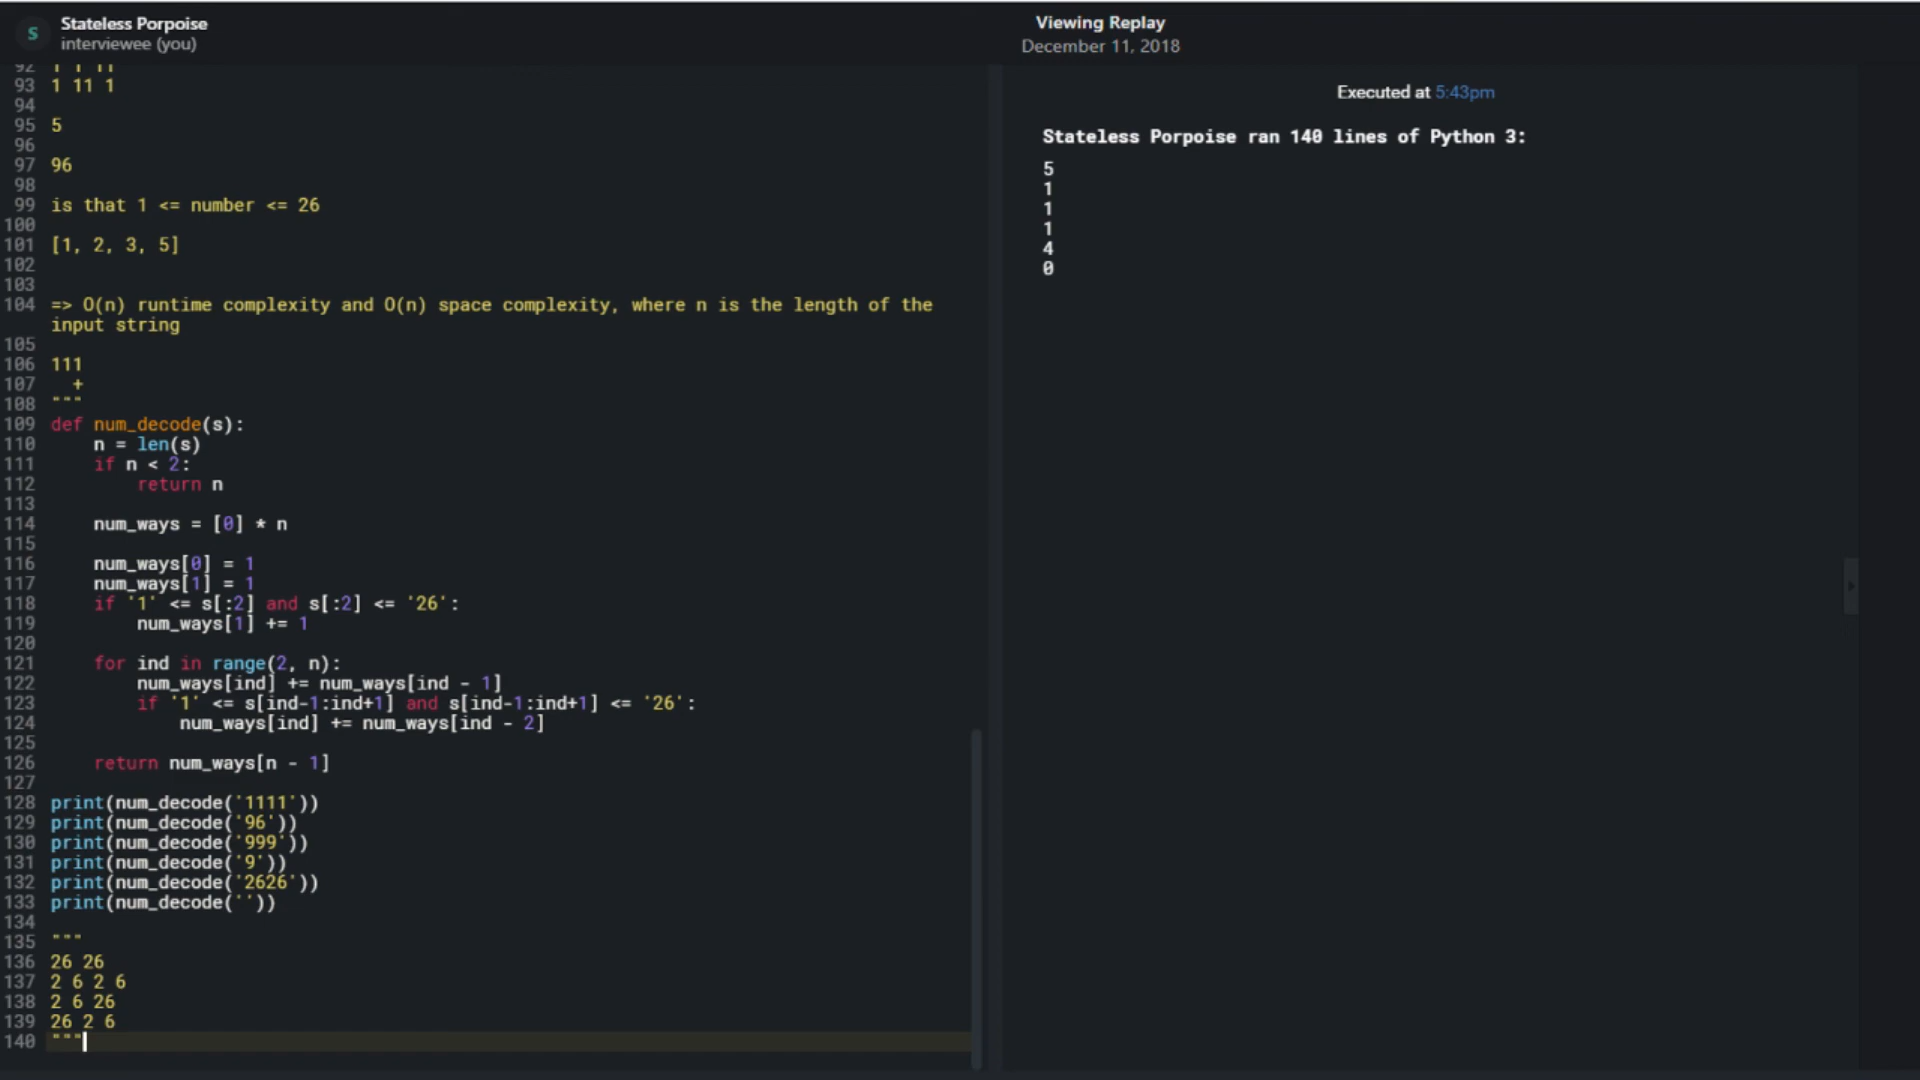 S
Stateless Porpoise
interviewee (you)
Viewing Replay
December 11, 2018
92 1 1 11
93 1 11 1
94
95 5
96
97 96
98
99 is that 1 <= number <= 26
100
101 [1, 2, 3, 5]
102
103
104 => O(n) runtime complexity and O(n) space complexity, where n is the length of the
input string
105
106 111
107   +
108 """
109 def num_decode(s):
110     n = len(s)
111     if n < 2:
112         return n
113
114     num_ways = [0] * n
115
116     num_ways[0] = 1
117     num_ways[1] = 1
118     if '1' <= s[:2] and s[:2] <= '26':
119         num_ways[1] += 1
120
121     for ind in range(2, n):
122         num_ways[ind] += num_ways[ind - 1]
123         if '1' <= s[ind-1:ind+1] and s[ind-1:ind+1] <= '26':
124             num_ways[ind] += num_ways[ind - 2]
125
126     return num_ways[n - 1]
127
128 print(num_decode('1111'))
129 print(num_decode('96'))
130 print(num_decode('999'))
131 print(num_decode('9'))
132 print(num_decode('2626'))
133 print(num_decode(''))
134
135 """
136 26 26
137 2 6 2 6
138 2 6 26
139 26 2 6
140 """
Executed at 5:43pm
Stateless Porpoise ran 140 lines of Python 3:
5
1
1
1
4
0